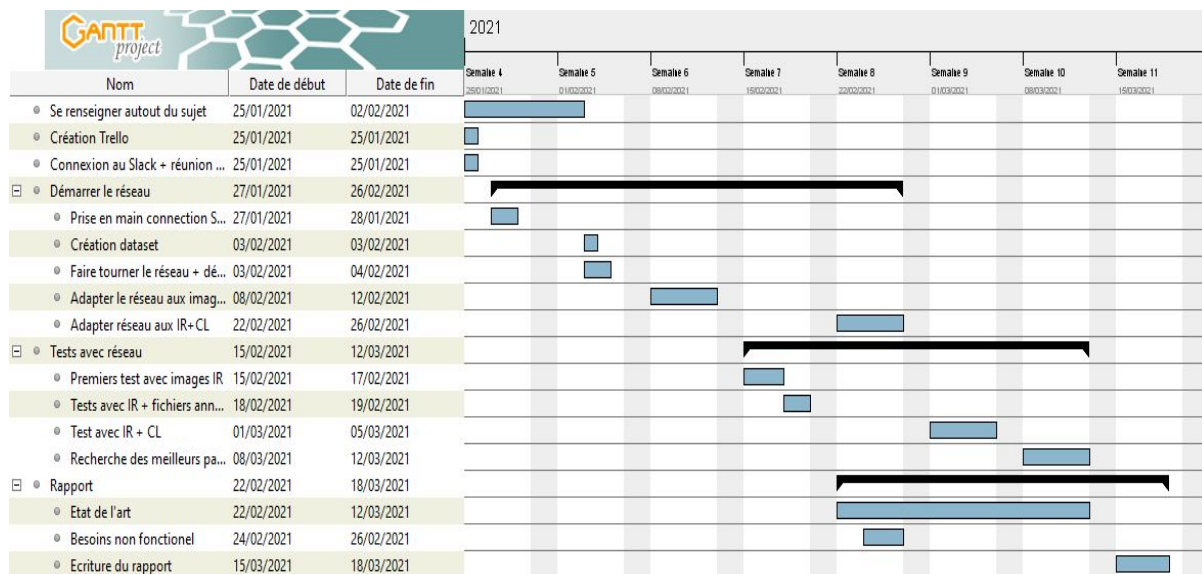 GANTT project
2021
Nom Date de début Date de fin
Semaine 4 Semaine 5 Semaine 6 Semaine 7 Semaine 8 Semaine 9 Semaine 10 Semaine 11
25/01/2021 01/02/2021 08/02/2021 15/02/2021 22/02/2021 01/03/2021 08/03/2021 15/03/2021
Se renseigner autout du sujet 25/01/2021 02/02/2021
Création Trello 25/01/2021 25/01/2021
Connexion au Slack + réunion ... 25/01/2021 25/01/2021
Démarrer le réseau 27/01/2021 26/02/2021
Prise en main connection S... 27/01/2021 28/01/2021
Création dataset 03/02/2021 03/02/2021
Faire tourner le réseau + dé... 03/02/2021 04/02/2021
Adapter le réseau aux imag... 08/02/2021 12/02/2021
Adapter réseau aux IR+CL 22/02/2021 26/02/2021
Tests avec réseau 15/02/2021 12/03/2021
Premiers test avec images IR 15/02/2021 17/02/2021
Tests avec IR + fichiers ann... 18/02/2021 19/02/2021
Test avec IR + CL 01/03/2021 05/03/2021
Recherche des meilleurs pa... 08/03/2021 12/03/2021
Rapport 22/02/2021 18/03/2021
Etat de l'art 22/02/2021 12/03/2021
Besoins non fonctionel 24/02/2021 26/02/2021
Ecriture du rapport 15/03/2021 18/03/2021